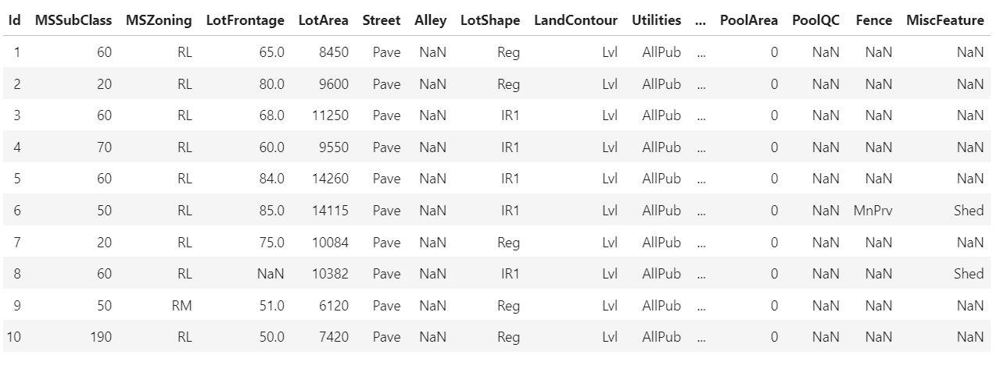 Id MSSubClass MSZoning LotFrontage LotArea Street Alley LotShape LandContour Utilities ... PoolArea PoolQC Fence MiscFeature
1 60 RL 65.0 8450 Pave NaN Reg Lvl AllPub ... 0 NaN NaN NaN
2 20 RL 80.0 9600 Pave NaN Reg Lvl AllPub ... 0 NaN NaN NaN
3 60 RL 68.0 11250 Pave NaN IR1 Lvl AllPub ... 0 NaN NaN NaN
4 70 RL 60.0 9550 Pave NaN IR1 Lvl AllPub ... 0 NaN NaN NaN
5 60 RL 84.0 14260 Pave NaN IR1 Lvl AllPub ... 0 NaN NaN NaN
6 50 RL 85.0 14115 Pave NaN IR1 Lvl AllPub ... 0 NaN MnPrv Shed
7 20 RL 75.0 10084 Pave NaN Reg Lvl AllPub ... 0 NaN NaN NaN
8 60 RL NaN 10382 Pave NaN IR1 Lvl AllPub ... 0 NaN NaN Shed
9 50 RM 51.0 6120 Pave NaN Reg Lvl AllPub ... 0 NaN NaN NaN
10 190 RL 50.0 7420 Pave NaN Reg Lvl AllPub ... 0 NaN NaN NaN